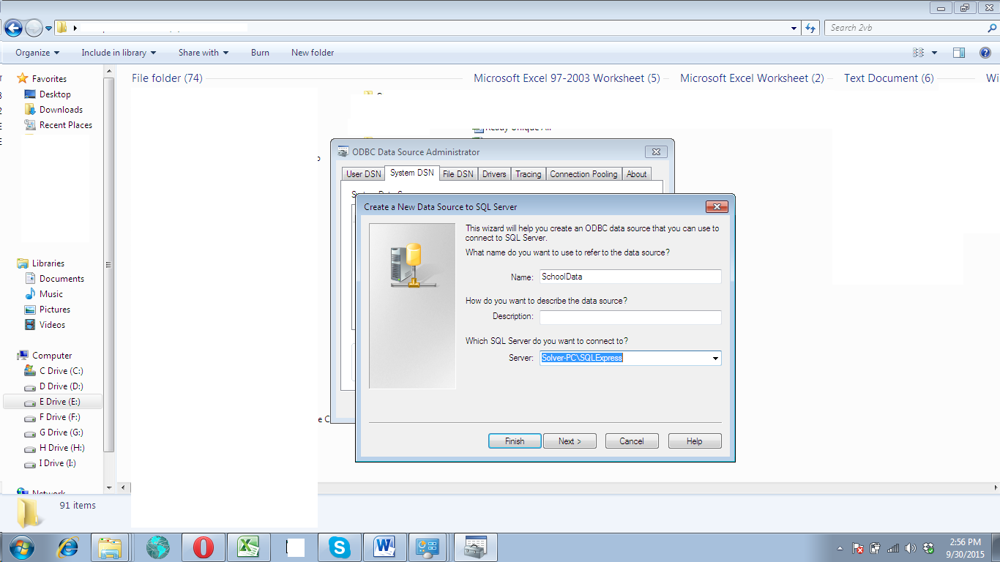 Search 2vb
Organize
Include in library
Share with
Burn
New folder
File folder (74)
Microsoft Excel 97-2003 Worksheet (5)
Microsoft Excel Worksheet (2)
Text Document (6)
Wi
Favorites
Desktop
Downloads
Recent Places
Libraries
Documents
Music
Pictures
Videos
Computer
C Drive (C:)
D Drive (D:)
E Drive (E:)
F Drive (F:)
G Drive (G:)
H Drive (H:)
I Drive (I:)
Network
ODBC Data Source Administrator
User DSN
System DSN
File DSN
Drivers
Tracing
Connection Pooling
About
Create a New Data Source to SQL Server
This wizard will help you create an ODBC data source that you can use to
connect to SQL Server.
What name do you want to use to refer to the data source?
Name: SchoolData
How do you want to describe the data source?
Description:
Which SQL Server do you want to connect to?
Server: Solver-PC\SQLExpress
Finish
Next >
Cancel
Help
e C
91 items
2:56 PM
9/30/2015